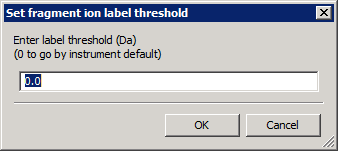 Set fragment ion label threshold
Enter label threshold (Da)
(0 to go by instrument default)
0.0
OK Cancel